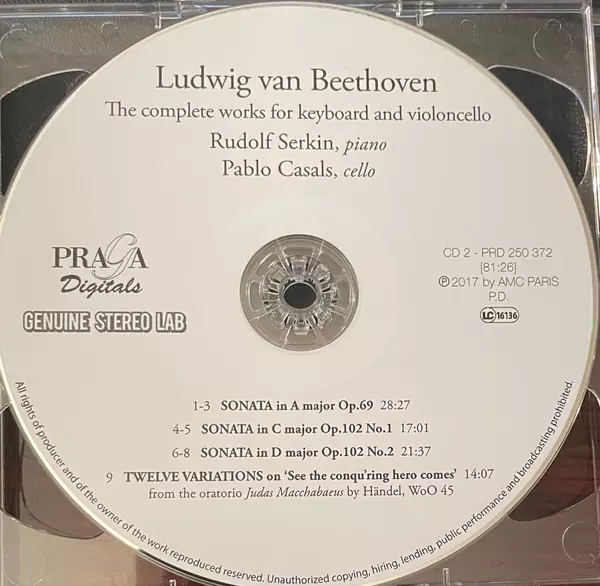 Ludwig van Beethoven
The complete works for keyboard and violoncello
Rudolf Serkin, piano
Pablo Casals, cello
PRAGA
Digitals
GENUINE STEREO LAB
CD 2 - PRD 250 372
[81:26]
℗ 2017 by AMC PARIS
P.D.
LC 16136
1-3 SONATA in A major Op.69 28:27
4-5 SONATA in C major Op.102 No.1 17:01
6-8 SONATA in D major Op.102 No.2 21:37
9 TWELVE VARIATIONS on ‘See the conqu'ring hero comes’ 14:07
from the oratorio Judas Macchabaeus by Händel, WoO 45
All rights of producer and of the owner of the work reproduced reserved. Unauthorized copying, hiring, lending, public performance and broadcasting prohibited.